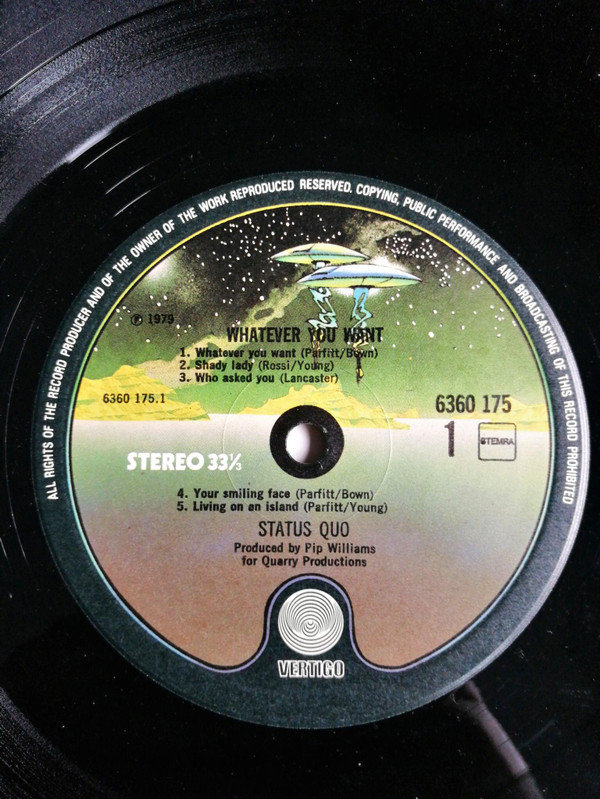 ALL RIGHTS OF THE RECORD PRODUCER AND OF THE OWNER OF THE WORK REPRODUCED RESERVED. COPYING, PUBLIC PERFORMANCE AND BROADCASTING OF THIS RECORD PROHIBITED
℗ 1979
WHATEVER YOU WANT
1. Whatever you want (Parfitt/Bown)
2. Shady lady (Rossi/Young)
3. Who asked you (Lancaster)
6360 175.1
6360 175
1
STEMRA
STEREO 33⅓
4. Your smiling face (Parfitt/Bown)
5. Living on an island (Parfitt/Young)
STATUS QUO
Produced by Pip Williams
for Quarry Productions
VERTIGO